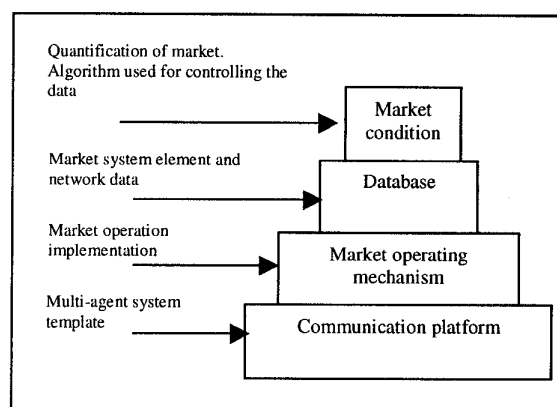 Quantification of market.
Algorithm used for controlling the
data
Market
condition
Market system element and
network data
Database
Market operation
implementation
Market operating
mechanism
Multi-agent system
template
Communication platform